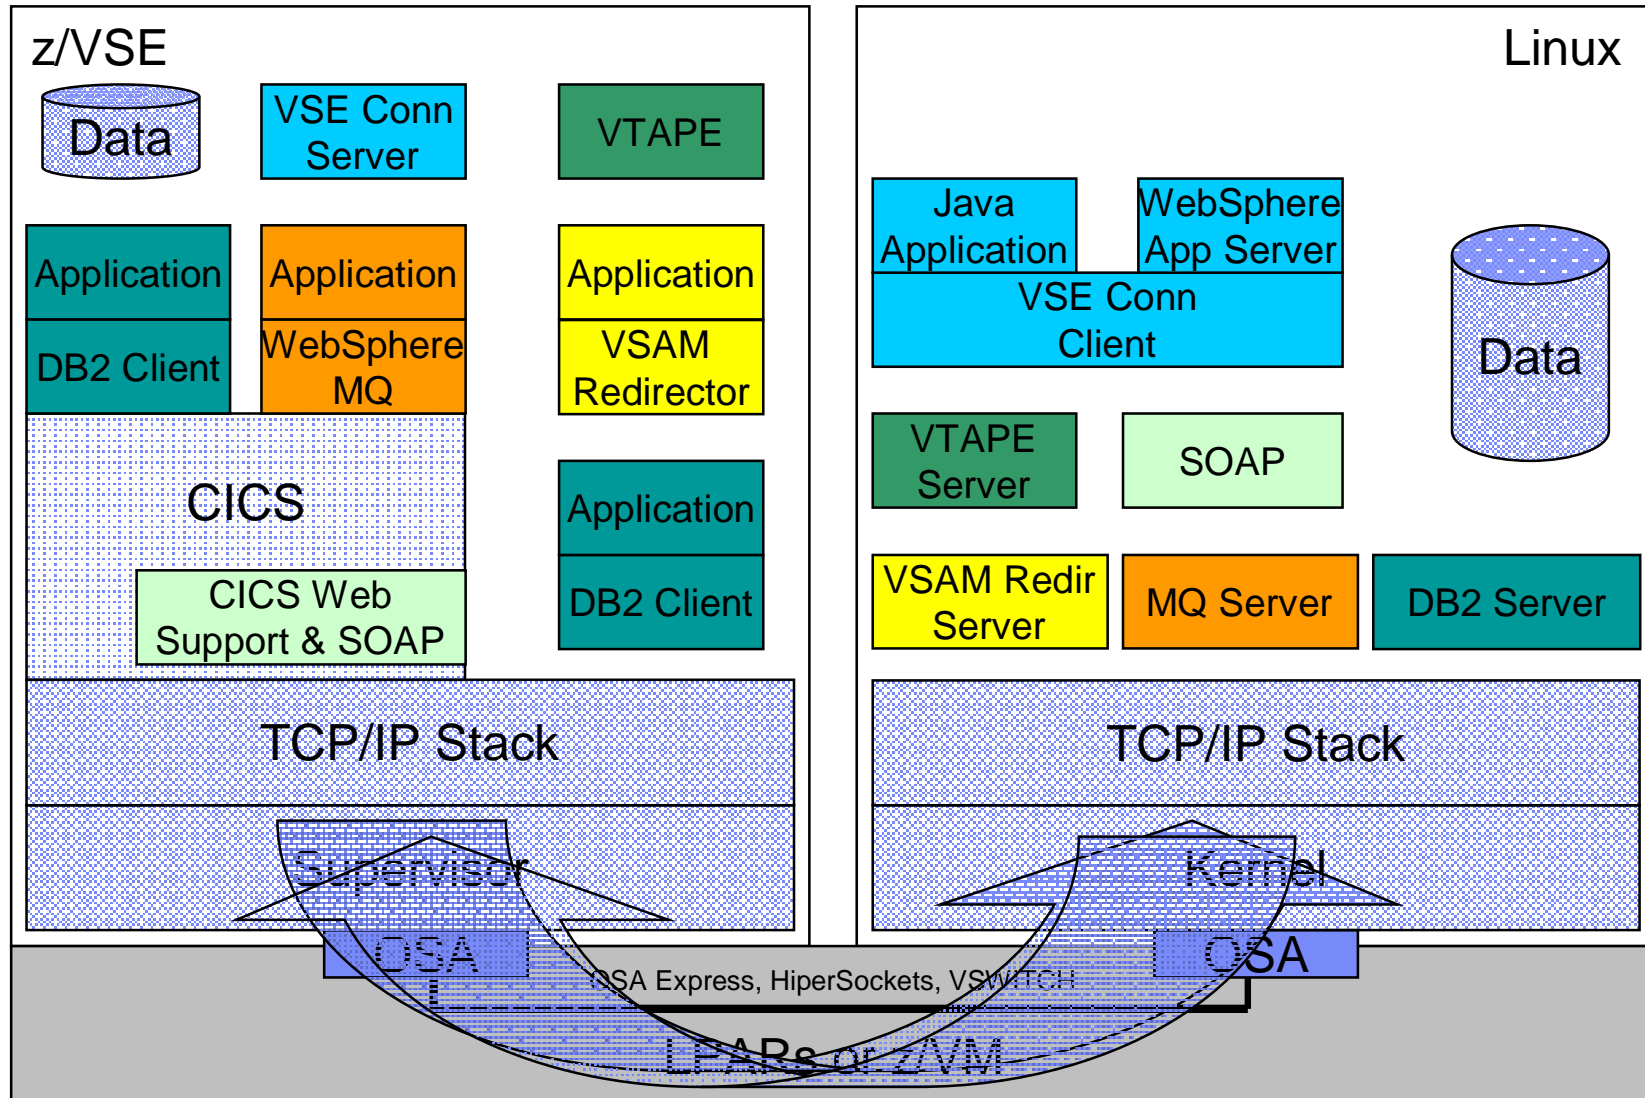 z/VSE
Data
VSE Conn
Server
VTAPE
Application
DB2 Client
Application
WebSphere
MQ
Application
VSAM
Redirector
CICS
CICS Web
Support & SOAP
Application
DB2 Client
TCP/IP Stack
Supervisor
OSA
Linux
Java
Application
WebSphere
App Server
VSE Conn
Client
Data
VTAPE
Server
SOAP
VSAM Redir
Server
MQ Server
DB2 Server
TCP/IP Stack
Kernel
OSA
OSA Express, HiperSockets, VSWITCH
LPARs or z/VM